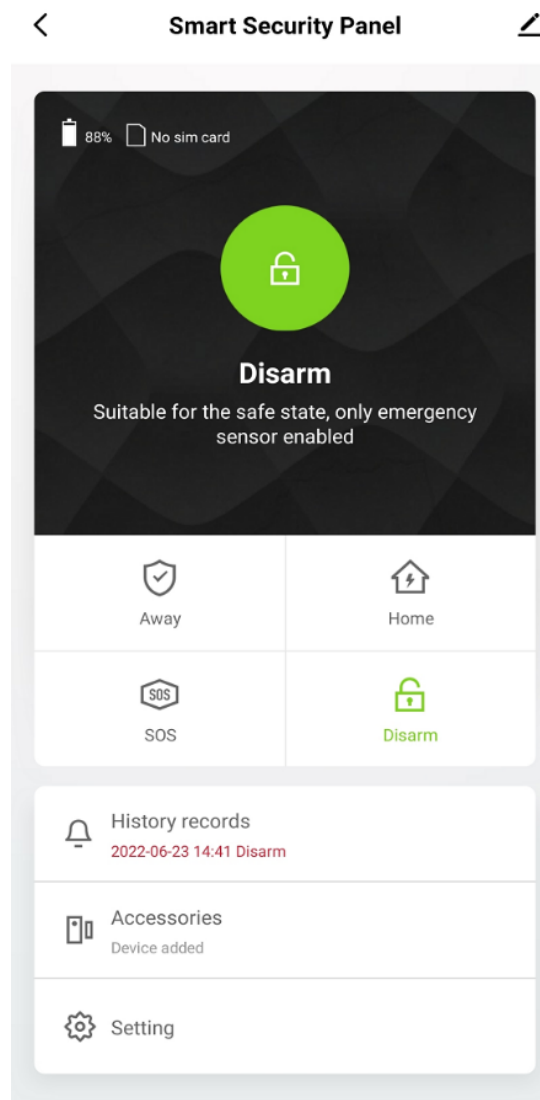 Smart Security Panel
88% No sim card
Disarm
Suitable for the safe state, only emergency
sensor enabled
Away
Home
SOS
SOS
Disarm
History records
2022-06-23 14:41 Disarm
Accessories
Device added
Setting